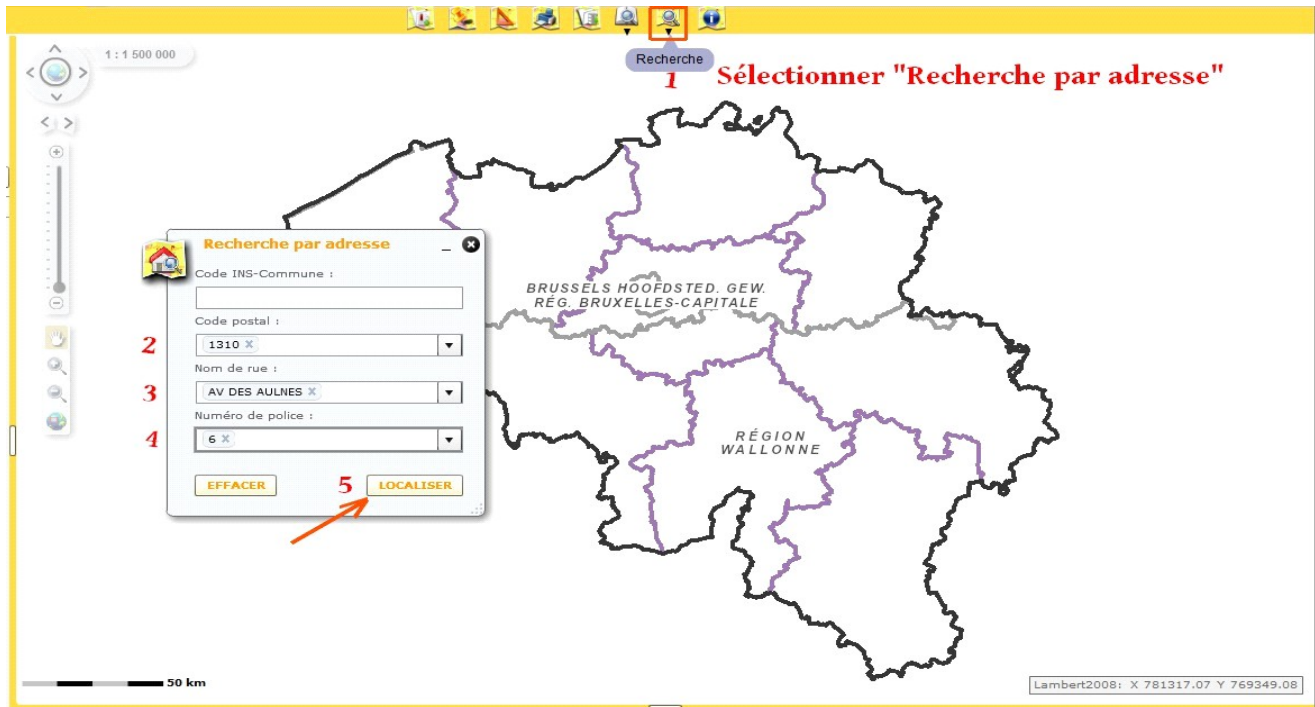 1 : 1 500 000
Recherche
1 Sélectionner "Recherche par adresse"
Recherche par adresse
Code INS-Commune :
Code postal :
2 1310 x
Nom de rue :
3 AV DES AULNES x
Numéro de police :
4 6 x
EFFACER 5 LOCALISER
BRUSSELS HOOFDSTED. GEW.
RÉG. BRUXELLES-CAPITALE
RÉGION
WALLONNE
50 km
Lambert2008: X 781317.07 Y 769349.08